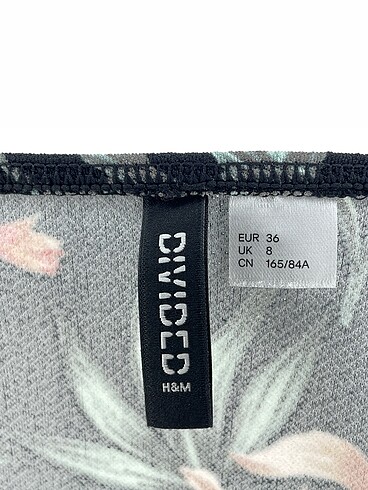 DIVIDED
H&M
EUR 36
UK 8
CN 165/84A